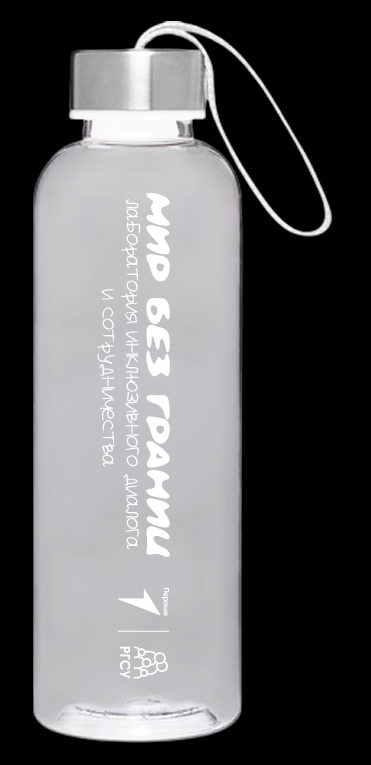 МИР БЕЗ ГРАНИЦ
лаборатория инклюзивного диалога
и сотрудничества
Первые
РГСУ